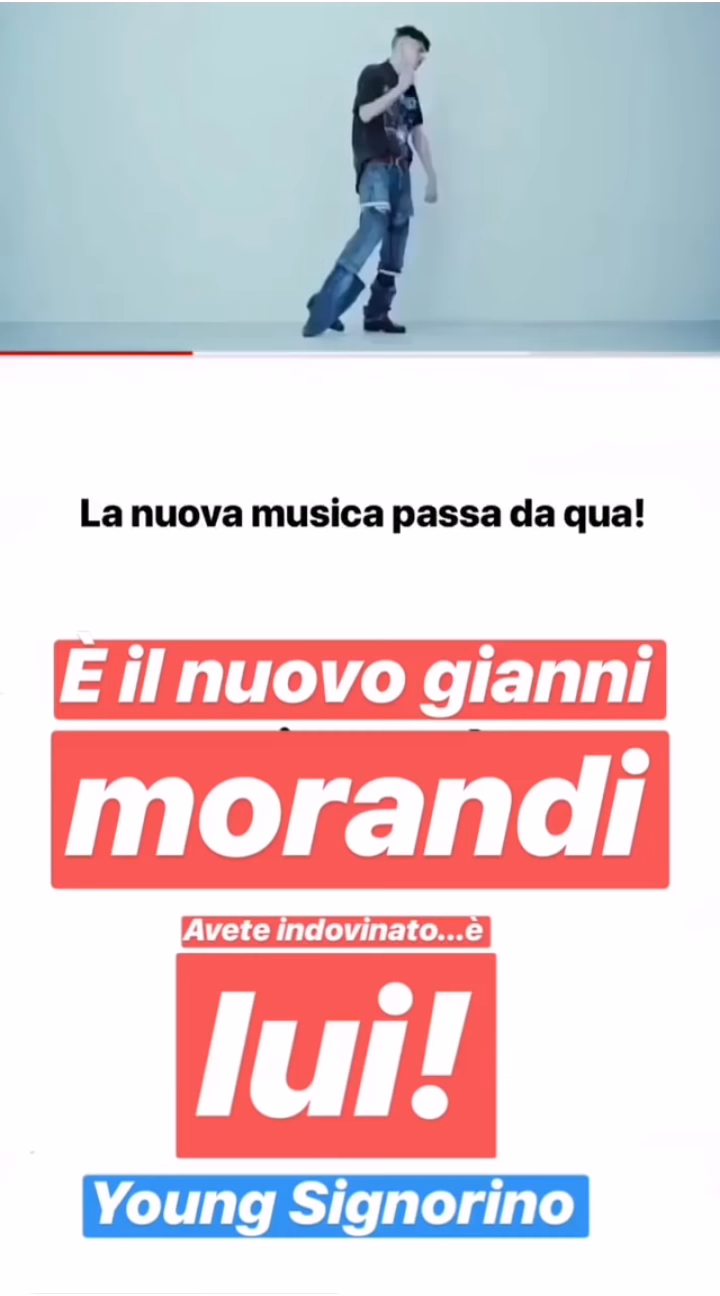 La nuova musica passa da qua!
È il nuovo gianni
morandi
Avete indovinato...è
lui!
Young Signorino